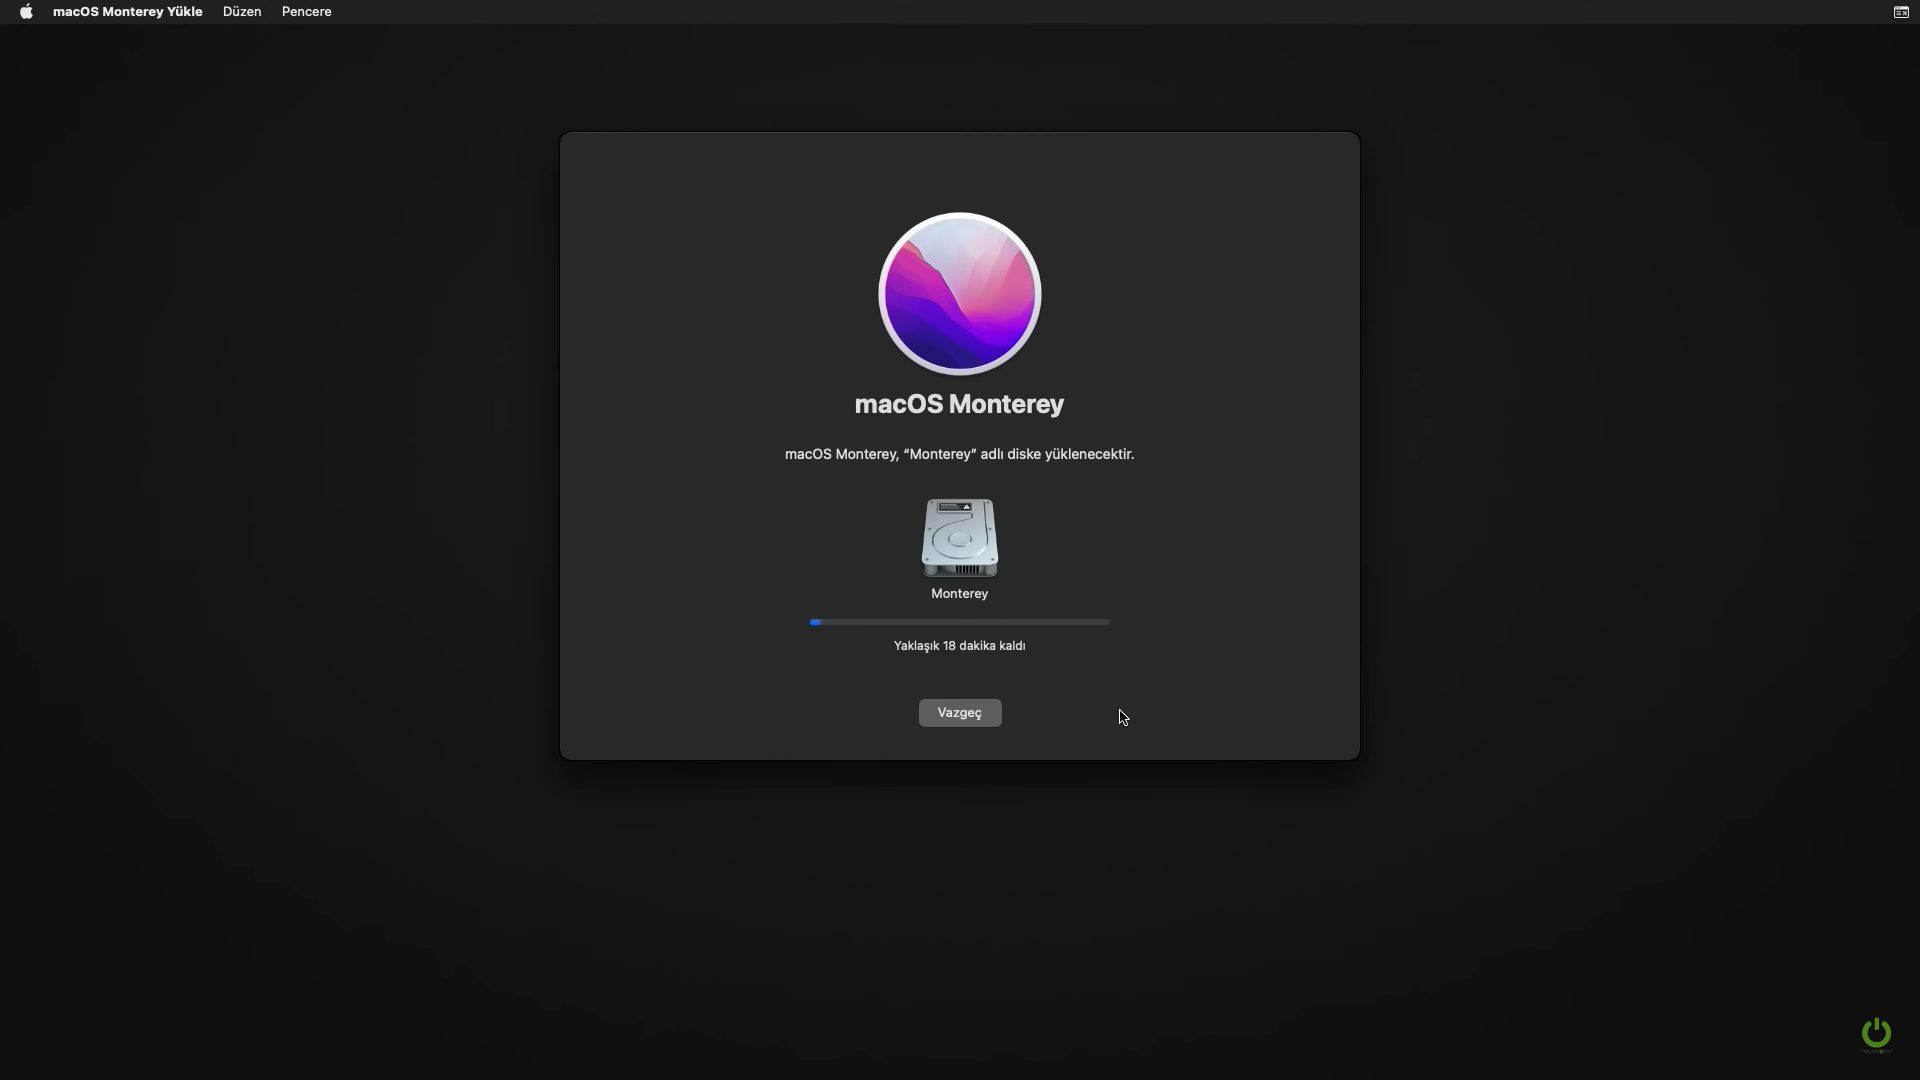 macOS Monterey Yükle Düzen Pencere
macOS Monterey
macOS Monterey, “Monterey” adlı diske yüklenecektir.
Monterey
Yaklaşık 18 dakika kaldı
Vazgeç